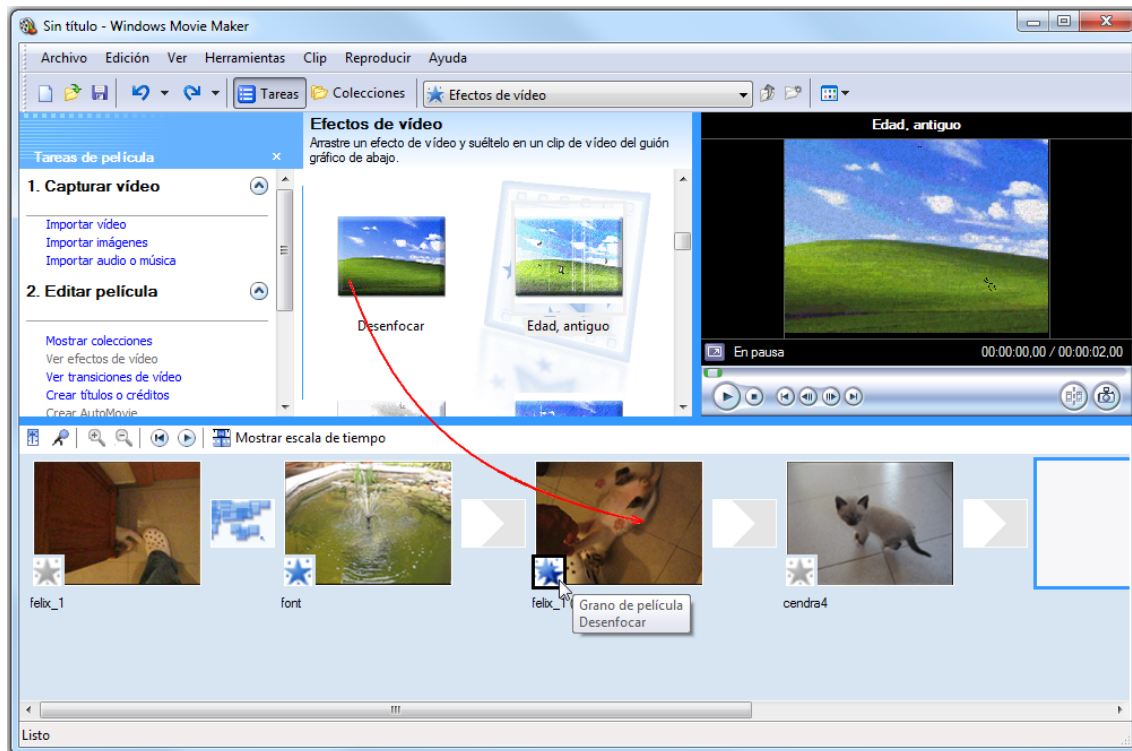 Sin título - Windows Movie Maker
Archivo Edición Ver Herramientas Clip Reproducir Ayuda
Tareas Colecciones Efectos de vídeo
Tareas de película
Efectos de vídeo
Arrastre un efecto de vídeo y suéltelo en un clip de vídeo del guión
gráfico de abajo.
1. Capturar vídeo
Importar vídeo
Importar imágenes
Importar audio o música
2. Editar película
Mostrar colecciones
Ver efectos de vídeo
Ver transiciones de vídeo
Crear títulos o créditos
Crear AutoMovie
Desenfocar
Edad, antiguo
Edad, antiguo
En pausa 00:00:00,00 / 00:00:02,00
Mostrar escala de tiempo
felix_1
font
felix_1 (
cendra4
Grano de película
Desenfocar
Listo